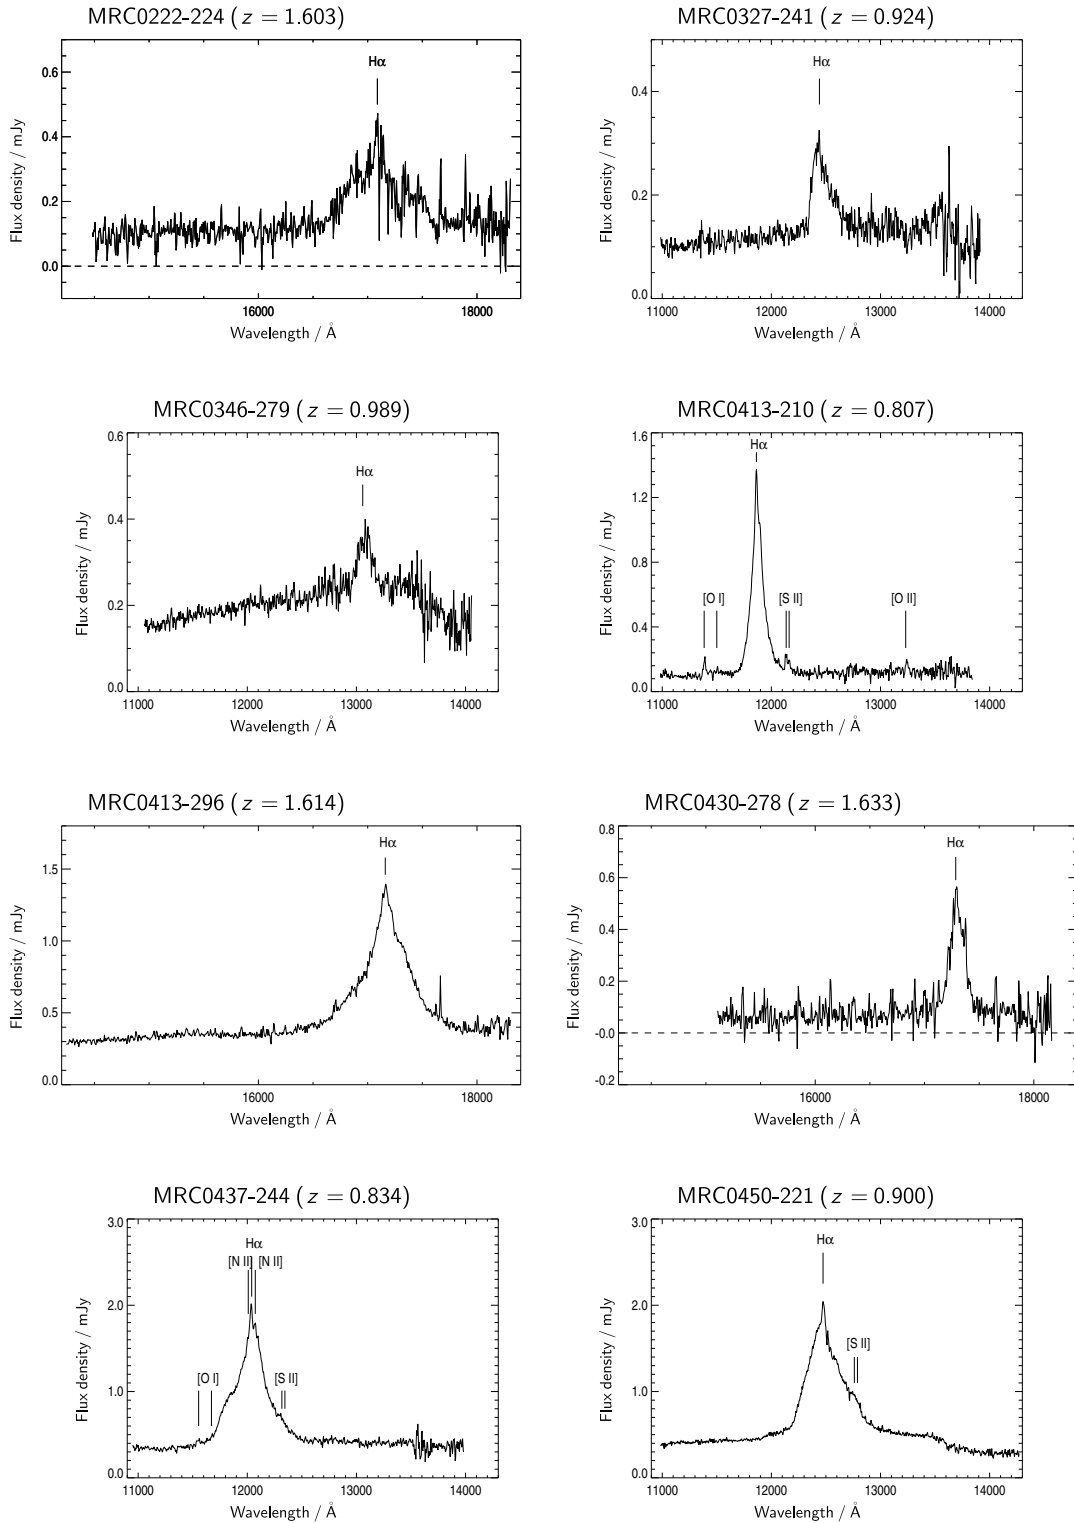 MRC0222-224 (z = 1.603)
Hα
0.6
0.4
0.2
0.0
Flux density / mJy
16000 18000
Wavelength / Å
MRC0327-241 (z = 0.924)
Hα
0.4
0.2
0.0
Flux density / mJy
11000 12000 13000 14000
Wavelength / Å
MRC0346-279 (z = 0.989)
Hα
0.6
0.4
0.2
0.0
Flux density / mJy
11000 12000 13000 14000
Wavelength / Å
MRC0413-210 (z = 0.807)
Hα
[O I] [S II] [O II]
1.6
1.2
0.8
0.4
0.0
Flux density / mJy
11000 12000 13000 14000
Wavelength / Å
MRC0413-296 (z = 1.614)
Hα
1.5
1.0
0.5
0.0
Flux density / mJy
16000 18000
Wavelength / Å
MRC0430-278 (z = 1.633)
Hα
0.8
0.6
0.4
0.2
-0.0
-0.2
Flux density / mJy
16000 18000
Wavelength / Å
MRC0437-244 (z = 0.834)
Hα
[N II] [N II]
[O I] [S II]
3.0
2.0
1.0
0.0
Flux density / mJy
11000 12000 13000 14000
Wavelength / Å
MRC0450-221 (z = 0.900)
Hα
[S II]
3.0
2.0
1.0
0.0
Flux density / mJy
11000 12000 13000 14000
Wavelength / Å